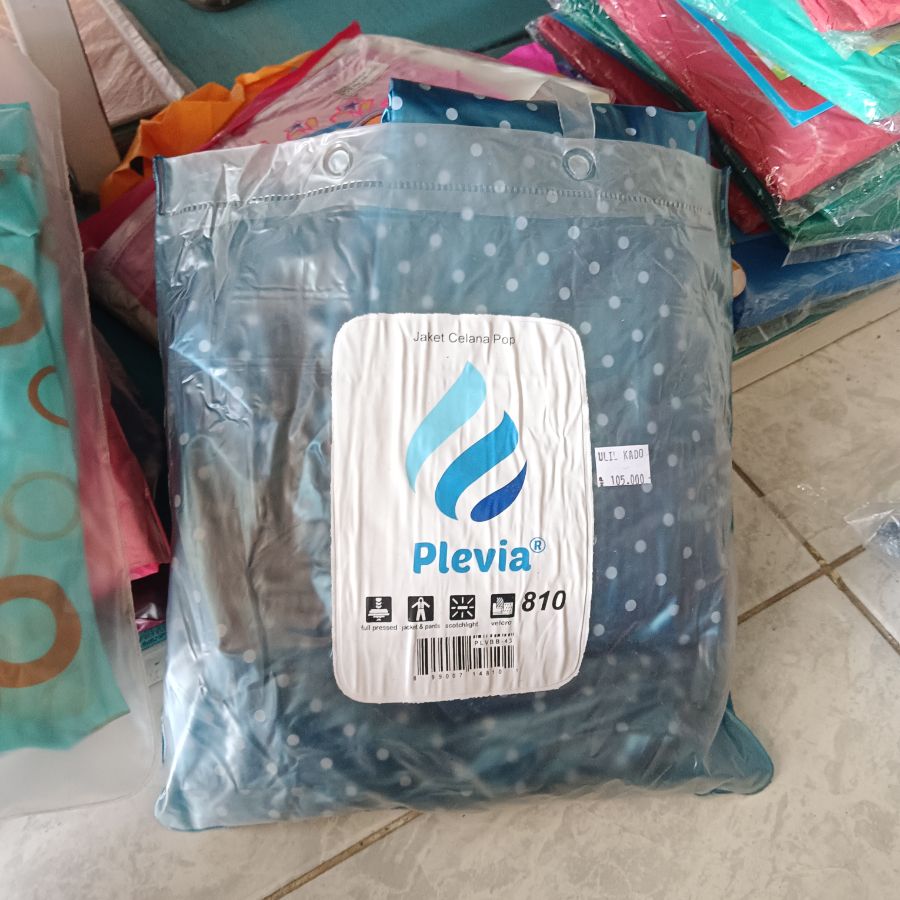 Jaket Celana Pop
Plevia®
810
full pressed jacket & pants scotchlight velcro
ULIL KADO
105.000